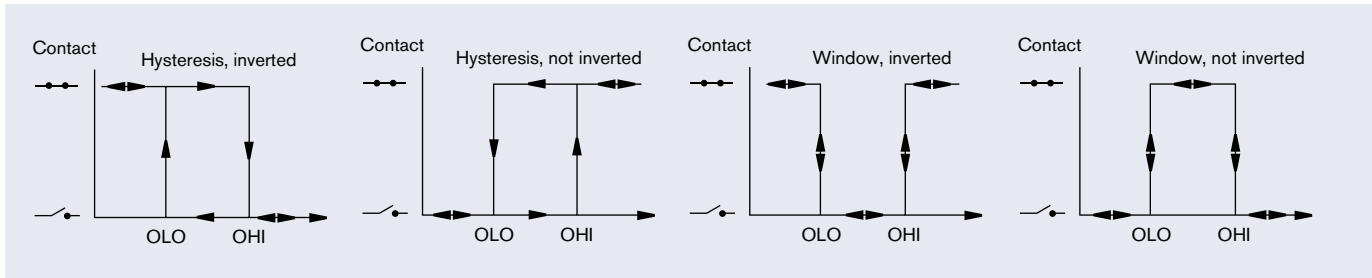 Contact
Hysteresis, inverted
OLO
OHI
Contact
Hysteresis, not inverted
OLO
OHI
Contact
Window, inverted
OLO
OHI
Contact
Window, not inverted
OLO
OHI